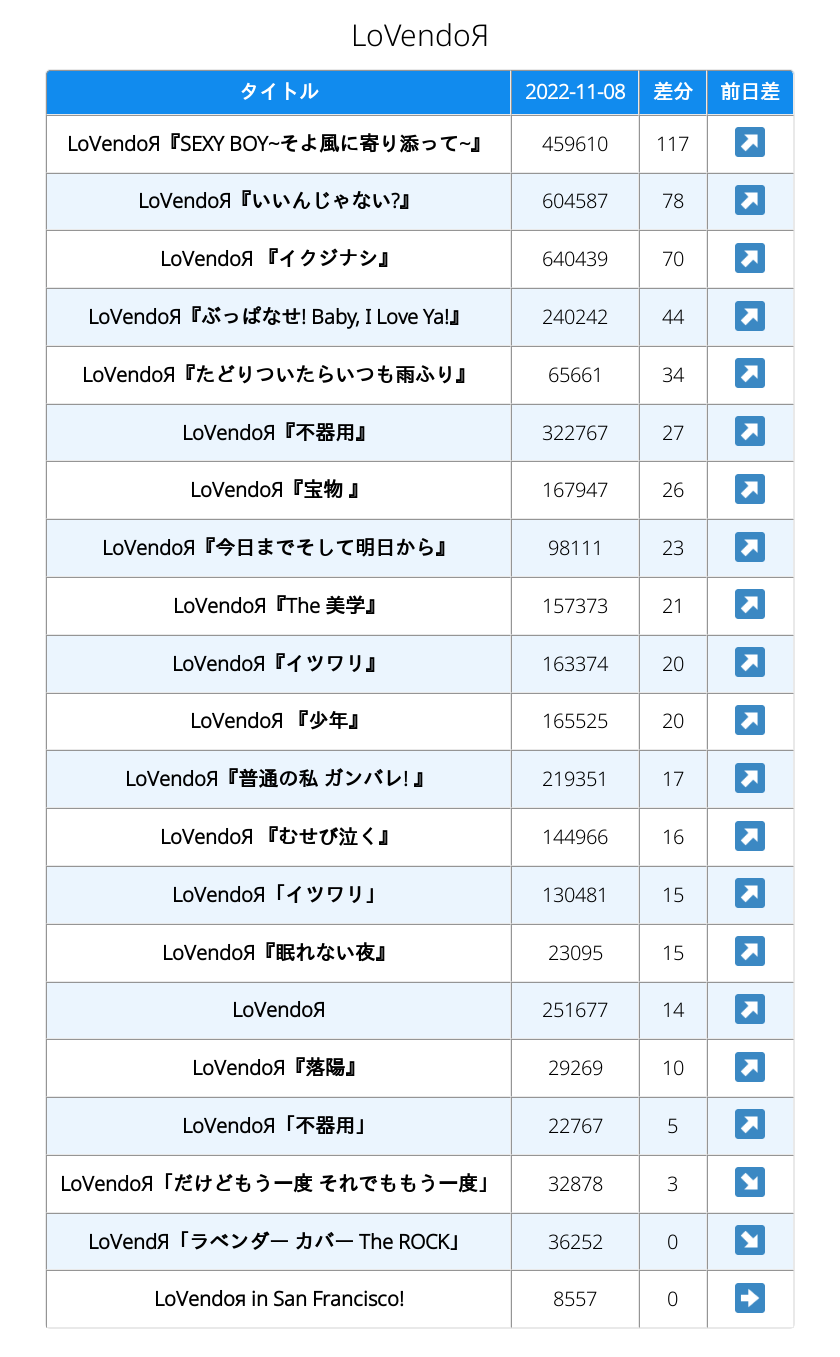 LoVendoЯ
タイトル 2022-11-08 差分 前日差
LoVendoЯ『SEXY BOY~そよ風に寄り添って~』 459610 117
LoVendoЯ『いいんじゃない?』 604587 78
LoVendoЯ 『イクジナシ』 640439 70
LoVendoЯ『ぶっぱなせ! Baby, I Love Ya!』 240242 44
LoVendoЯ『たどりついたらいつも雨ふり』 65661 34
LoVendoЯ『不器用』 322767 27
LoVendoЯ『宝物 』 167947 26
LoVendoЯ『今日までそして明日から』 98111 23
LoVendoЯ『The 美学』 157373 21
LoVendoЯ『イツワリ』 163374 20
LoVendoЯ 『少年』 165525 20
LoVendoЯ『普通の私 ガンバレ! 』 219351 17
LoVendoЯ 『むせび泣く』 144966 16
LoVendoЯ「イツワリ」 130481 15
LoVendoЯ『眠れない夜』 23095 15
LoVendoЯ 251677 14
LoVendoЯ『落陽』 29269 10
LoVendoЯ「不器用」 22767 5
LoVendoЯ「だけどもう一度 それでももう一度」 32878 3
LoVendЯ「ラベンダー カバー The ROCK」 36252 0
LoVendoя in San Francisco! 8557 0